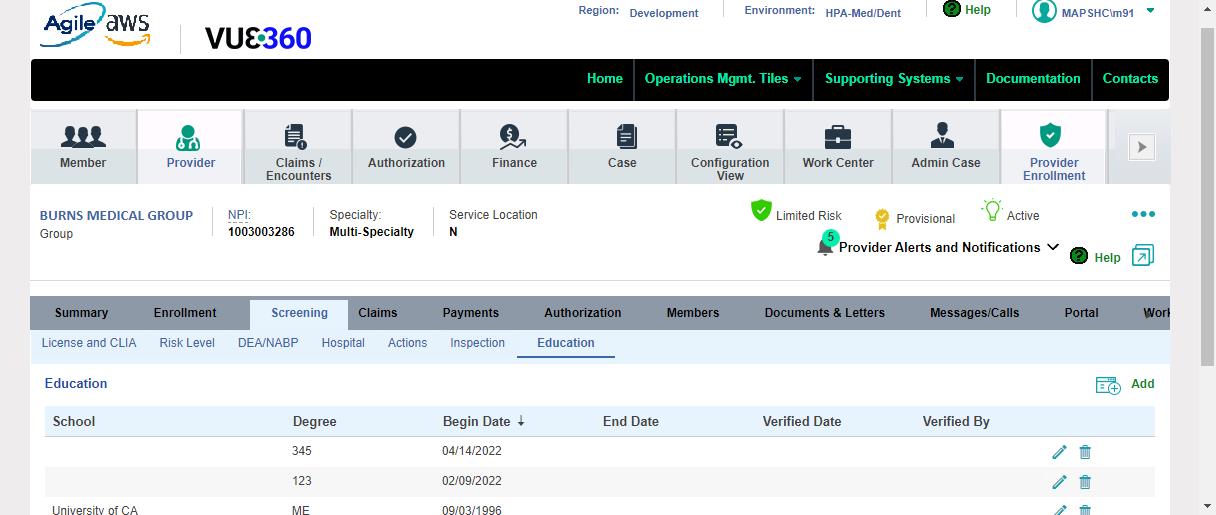 Agile aws
VUE360
Region: Development
Environment: HPA-Med/Dent
Help
MAPSHC\m91
Home
Operations Mgmt. Tiles
Supporting Systems
Documentation
Contacts
Member
Provider
Claims /
Encounters
Authorization
Finance
Case
Configuration
View
Work Center
Admin Case
Provider
Enrollment
BURNS MEDICAL GROUP
Group
NPI:
1003003286
Specialty:
Multi-Specialty
Service Location
N
Limited Risk
Provisional
Active
5
Provider Alerts and Notifications
Help
Summary
Enrollment
Screening
Claims
Payments
Authorization
Members
Documents & Letters
Messages/Calls
Portal
License and CLIA
Risk Level
DEA/NABP
Hospital
Actions
Inspection
Education
Education
Add
School Degree Begin Date ↓ End Date Verified Date Verified By
345 04/14/2022
123 02/09/2022
University of CA ME 09/03/1996